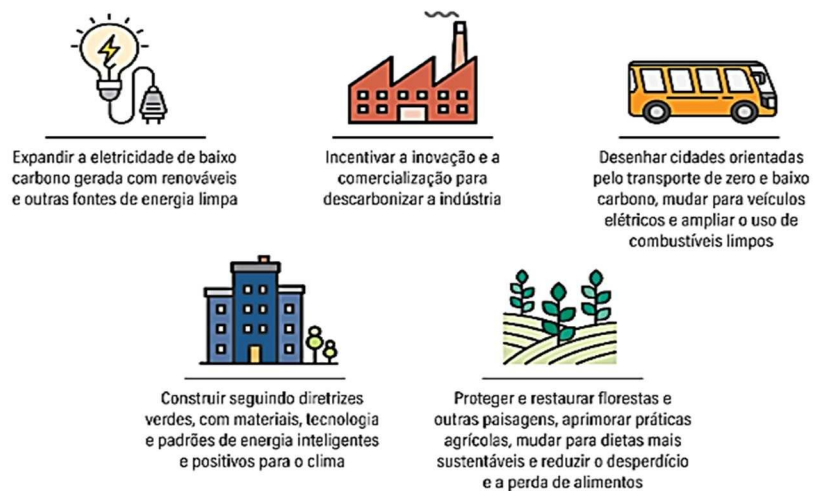 Expandir a eletricidade de baixo
carbono gerada com renováveis
e outras fontes de energia limpa
Incentivar a inovação e a
comercialização para
descarbonizar a indústria
Desenhar cidades orientadas
pelo transporte de zero e baixo
carbono, mudar para veículos
elétricos e ampliar o uso de
combustíveis limpos
Construir seguindo diretrizes
verdes, com materiais, tecnologia
e padrões de energia inteligentes
e positivos para o clima
Proteger e restaurar florestas e
outras paisagens, aprimorar práticas
agrícolas, mudar para dietas mais
sustentáveis e reduzir o desperdício
e a perda de alimentos